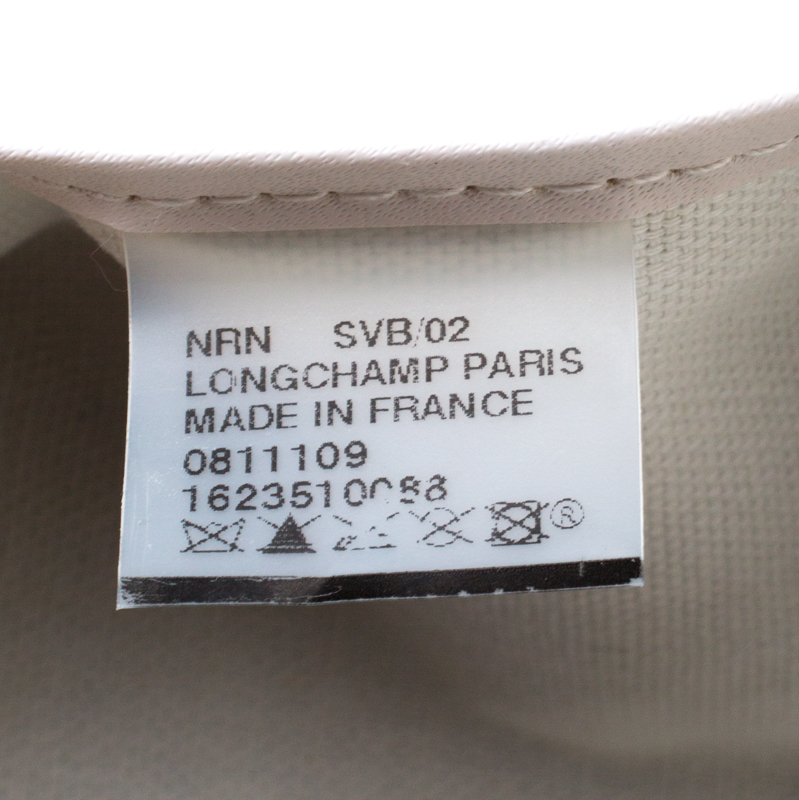 NRN SVB/02
LONGCHAMP PARIS
MADE IN FRANCE
0811109
®